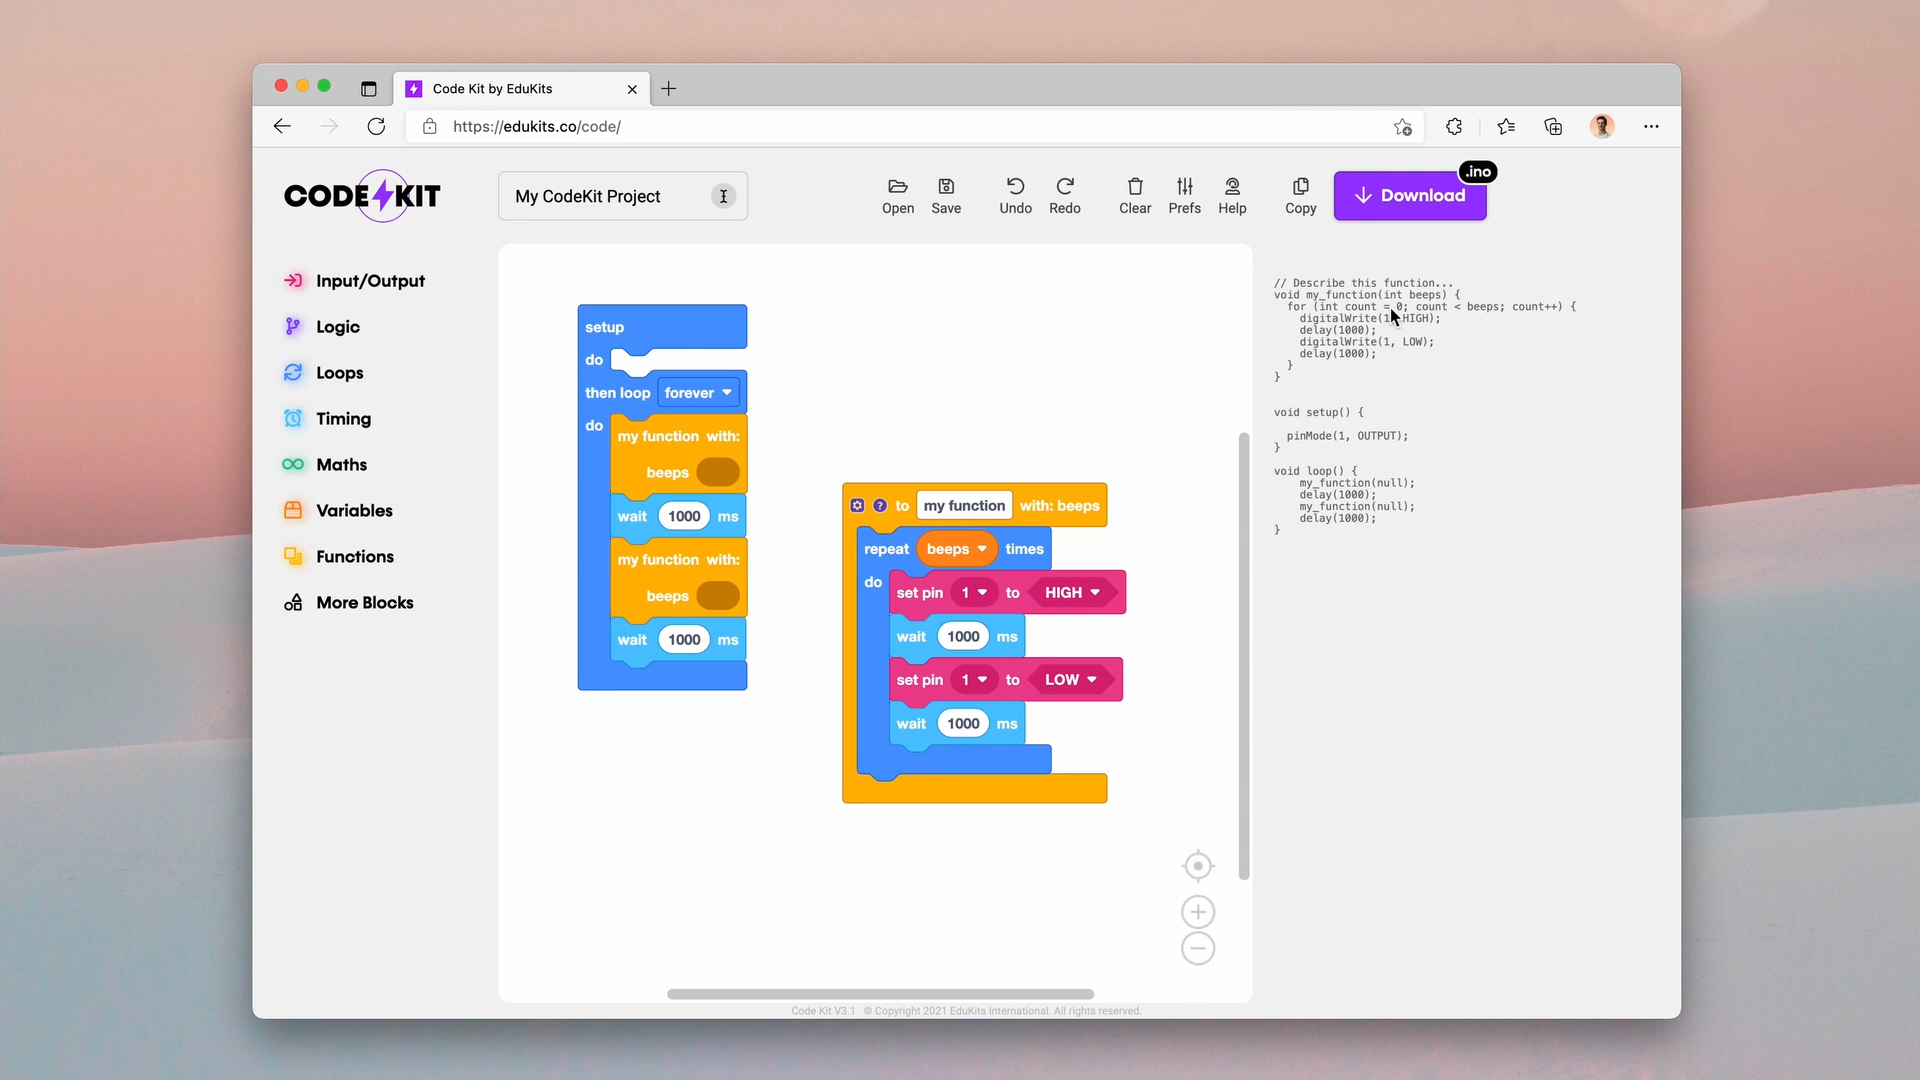 Code Kit by EduKits
https://edukits.co/code/
CODE KIT
My CodeKit Project
Open
Save
Undo
Redo
Clear
Prefs
Help
Copy
Download
.ino
Input/Output
Logic
Loops
Timing
Maths
Variables
Functions
More Blocks
setup
do
then loop forever
do
my function with:
beeps
wait 1000 ms
my function with:
beeps
wait 1000 ms
? to my function with: beeps
repeat beeps times
do
set pin 1 to HIGH
wait 1000 ms
set pin 1 to LOW
wait 1000 ms
// Describe this function...
void my_function(int beeps) {
for (int count = 0; count < beeps; count++) {
digitalWrite(1, HIGH);
delay(1000);
digitalWrite(1, LOW);
delay(1000);
}
}
void setup() {
pinMode(1, OUTPUT);
}
void loop() {
my_function(null);
delay(1000);
my_function(null);
delay(1000);
}
Code Kit V3.1 © Copyright 2021 EduKits International. All rights reserved.